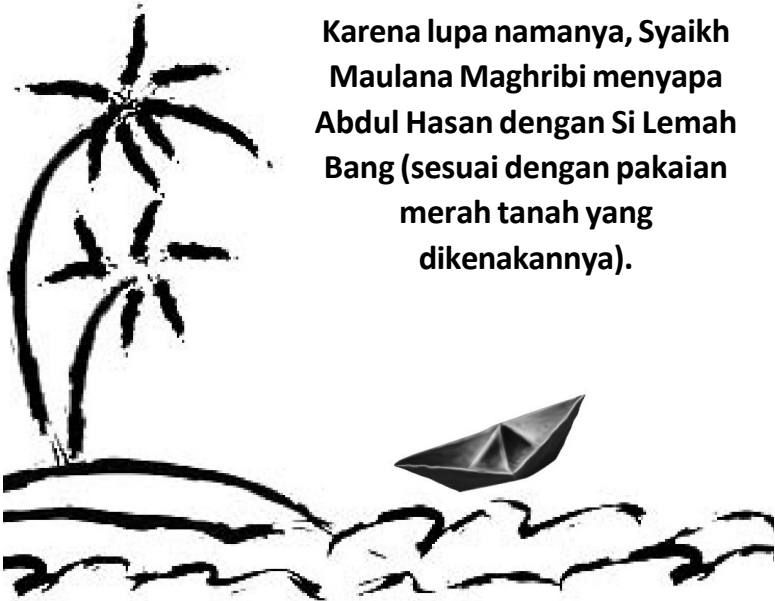 Karena lupa namanya, Syaikh
Maulana Maghribi menyapa
Abdul Hasan dengan Si Lemah
Bang (sesuai dengan pakaian
merah tanah yang
dikenakannya).